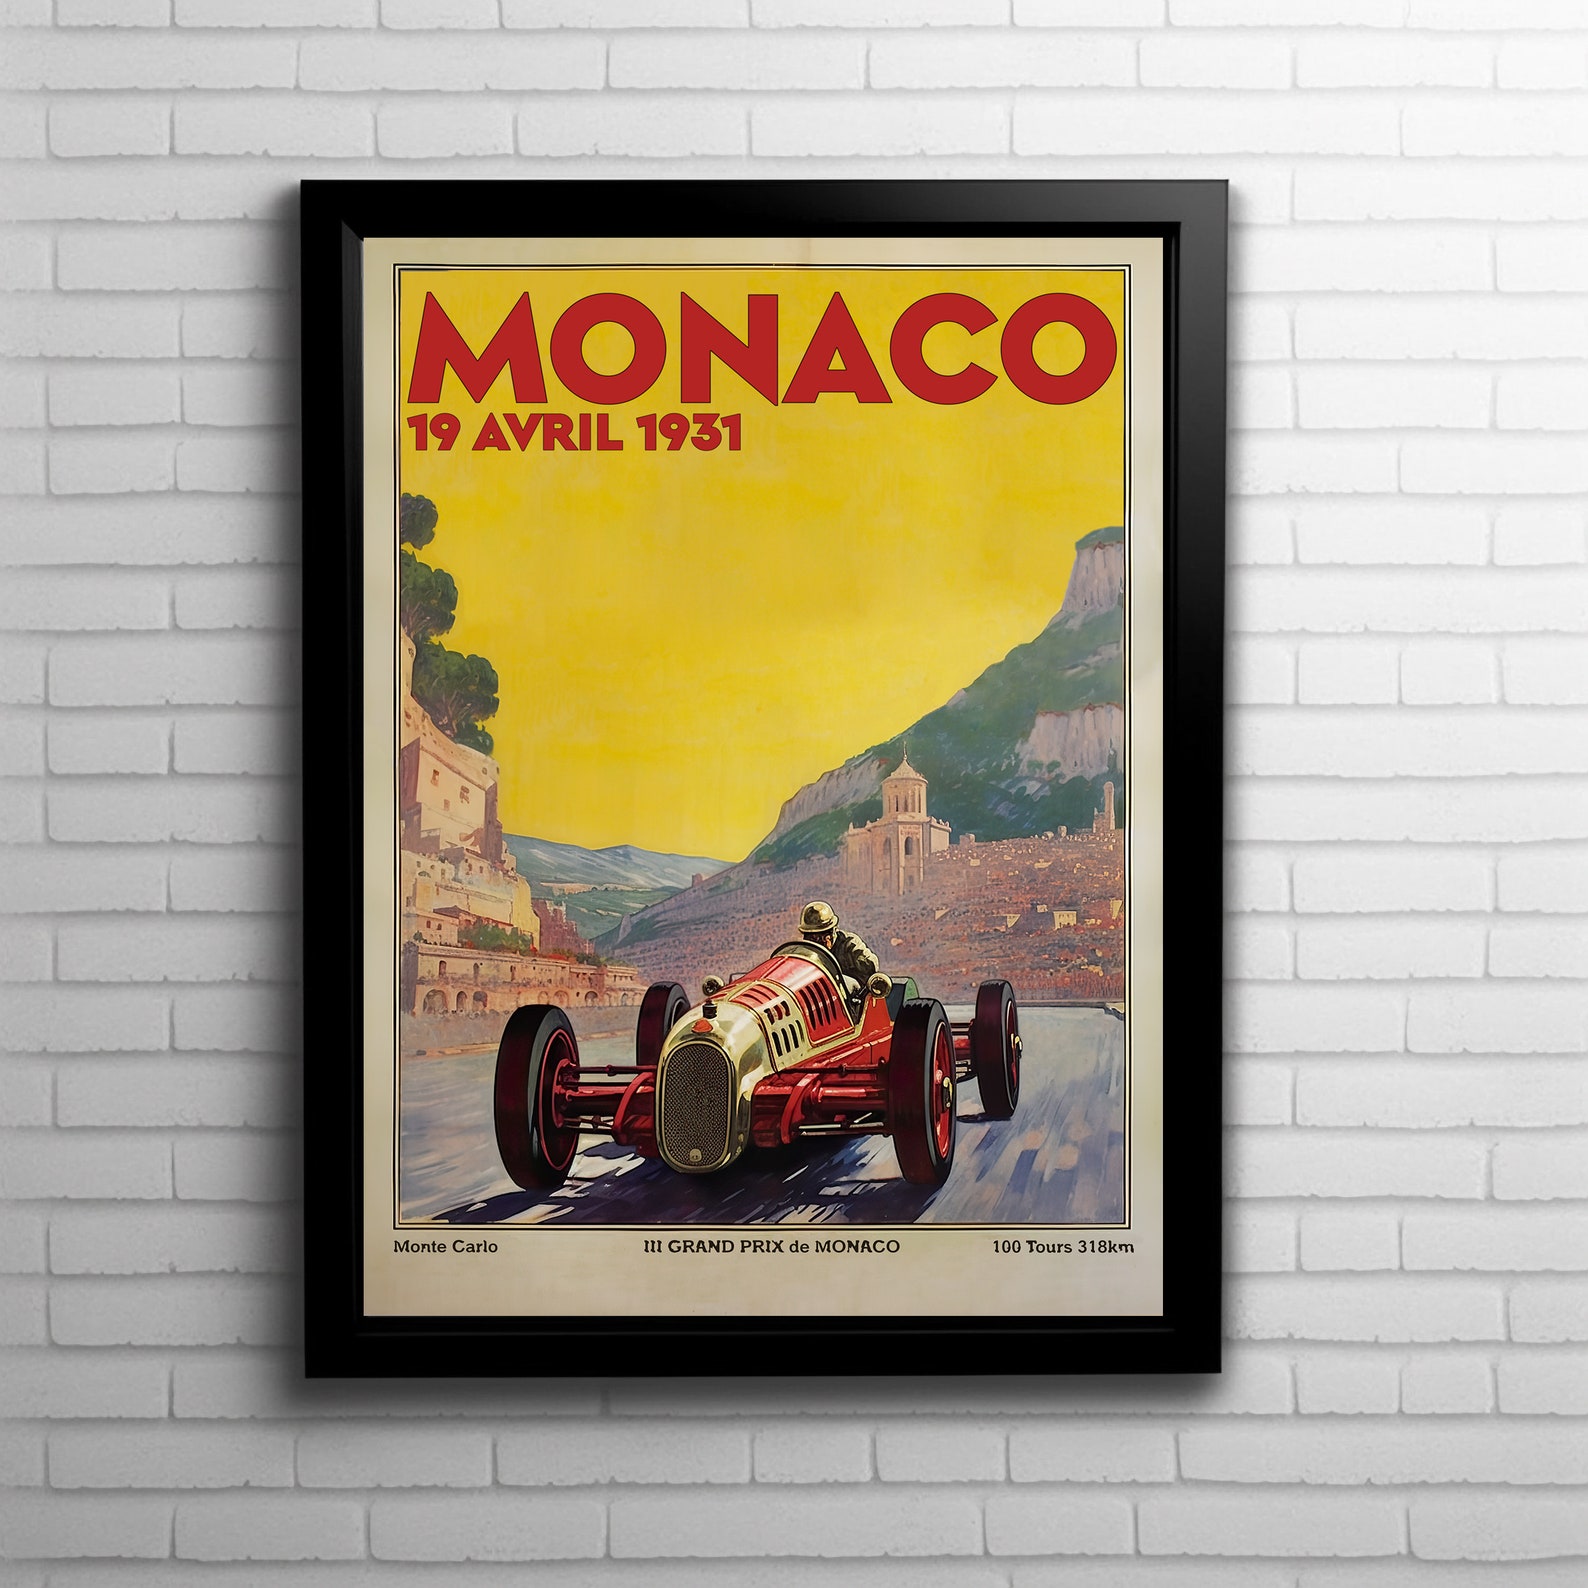 MONACO
19 AVRIL 1931
Monte Carlo
III GRAND PRIX de MONACO
100 Tours 318km